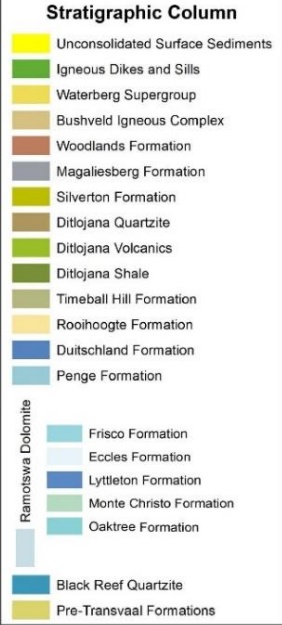 Stratigraphic Column
Unconsolidated Surface Sediments
Igneous Dikes and Sills
Waterberg Supergroup
Bushveld Igneous Complex
Woodlands Formation
Magaliesberg Formation
Silverton Formation
Ditlojana Quartzite
Ditlojana Volcanics
Ditlojana Shale
Timeball Hill Formation
Rooihoogte Formation
Duitschland Formation
Penge Formation
Ramotswa Dolomite
Frisco Formation
Eccles Formation
Lyttleton Formation
Monte Christo Formation
Oaktree Formation
Black Reef Quartzite
Pre-Transvaal Formations